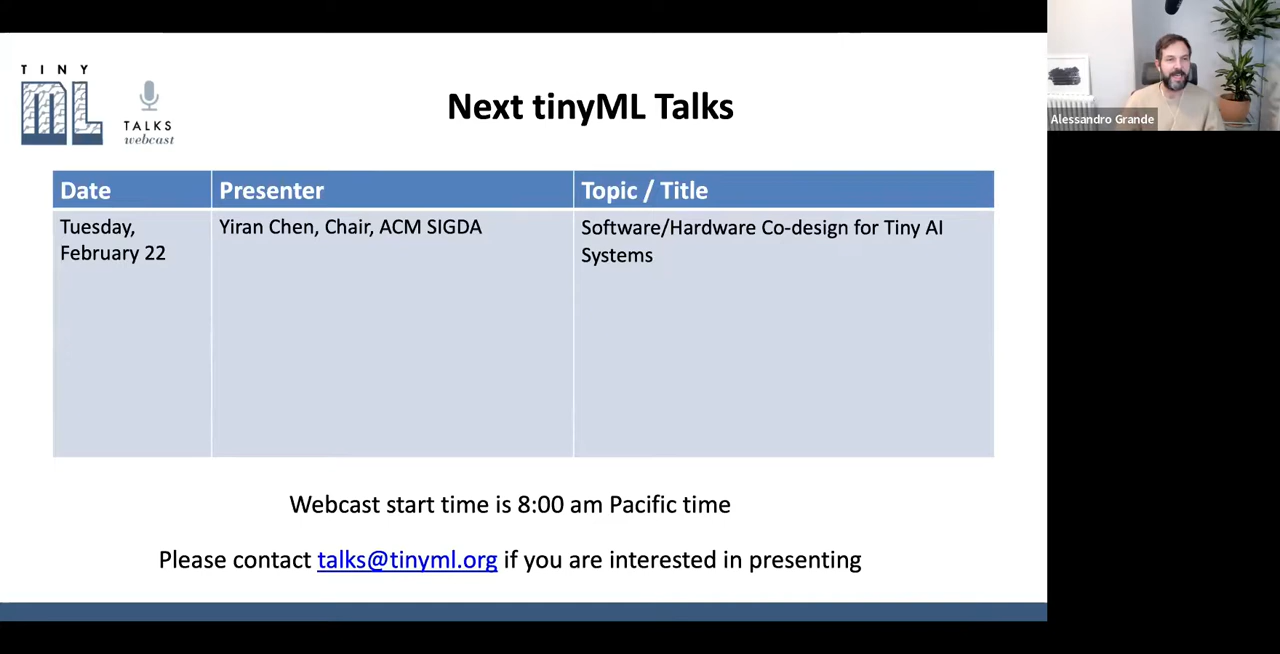 TINY
ML
TALKS
webcast
Next tinyML Talks
Alessandro Grande
Date
Presenter
Topic / Title
Tuesday,
February 22
Yiran Chen, Chair, ACM SIGDA
Software/Hardware Co-design for Tiny AI
Systems
Webcast start time is 8:00 am Pacific time
Please contact talks@tinyml.org if you are interested in presenting